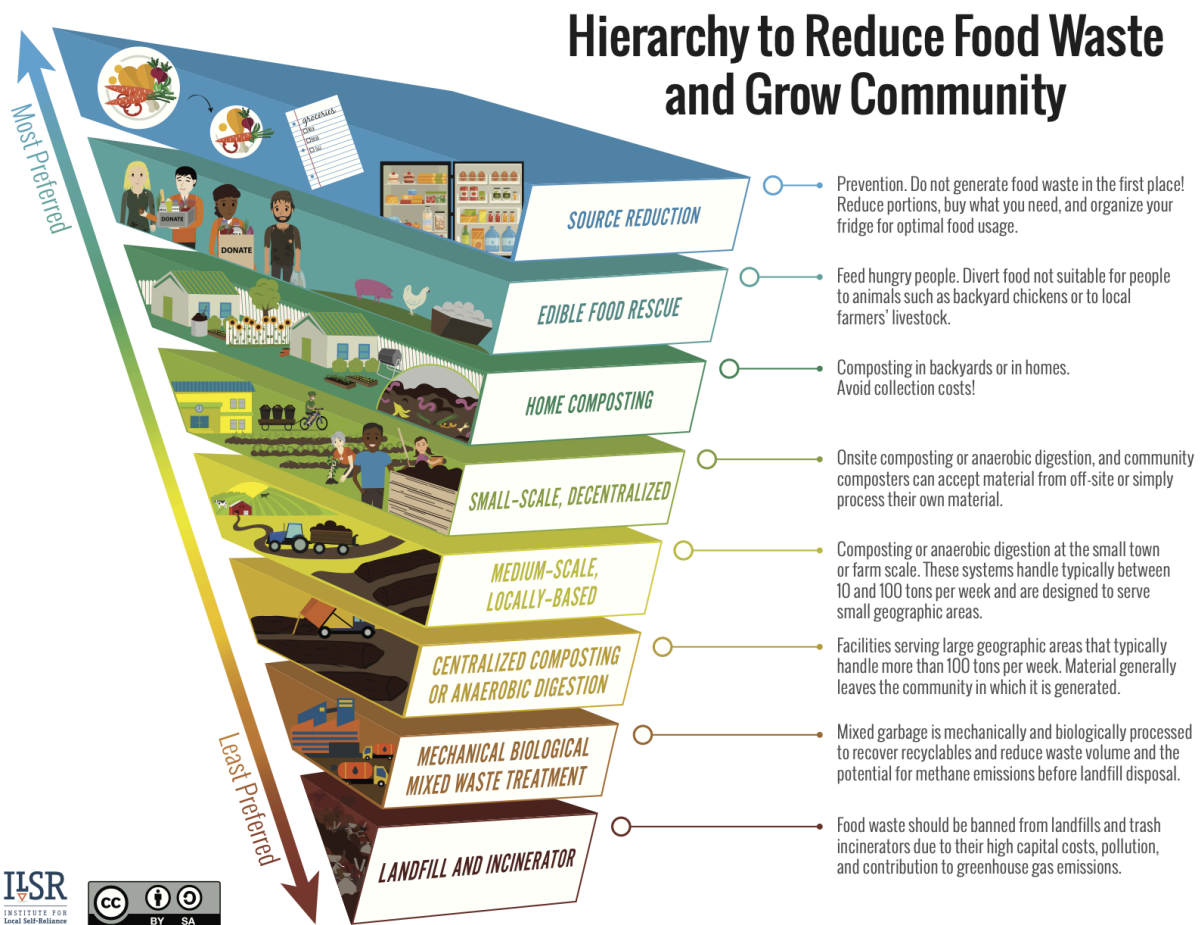 Hierarchy to Reduce Food Waste
and Grow Community
Most Preferred
groceries
DONATE
DONATE
SOURCE REDUCTION
Prevention. Do not generate food waste in the first place!
Reduce portions, buy what you need, and organize your
fridge for optimal food usage.
EDIBLE FOOD RESCUE
Feed hungry people. Divert food not suitable for people
to animals such as backyard chickens or to local
farmers' livestock.
HOME COMPOSTING
Composting in backyards or in homes.
Avoid collection costs!
SMALL-SCALE, DECENTRALIZED
Onsite composting or anaerobic digestion, and community
composters can accept material from off-site or simply
process their own material.
MEDIUM-SCALE,
LOCALLY-BASED
Composting or anaerobic digestion at the small town
or farm scale. These systems handle typically between
10 and 100 tons per week and are designed to serve
small geographic areas.
CENTRALIZED COMPOSTING
OR ANAEROBIC DIGESTION
Facilities serving large geographic areas that typically
handle more than 100 tons per week. Material generally
leaves the community in which it is generated.
MECHANICAL BIOLOGICAL
MIXED WASTE TREATMENT
Mixed garbage is mechanically and biologically processed
to recover recyclables and reduce waste volume and the
potential for methane emissions before landfill disposal.
Least Preferred
LANDFILL AND INCINERATOR
Food waste should be banned from landfills and trash
incinerators due to their high capital costs, pollution,
and contribution to greenhouse gas emissions.
ILSR
INSTITUTE FOR
Local Self-Reliance
cc
BY SA